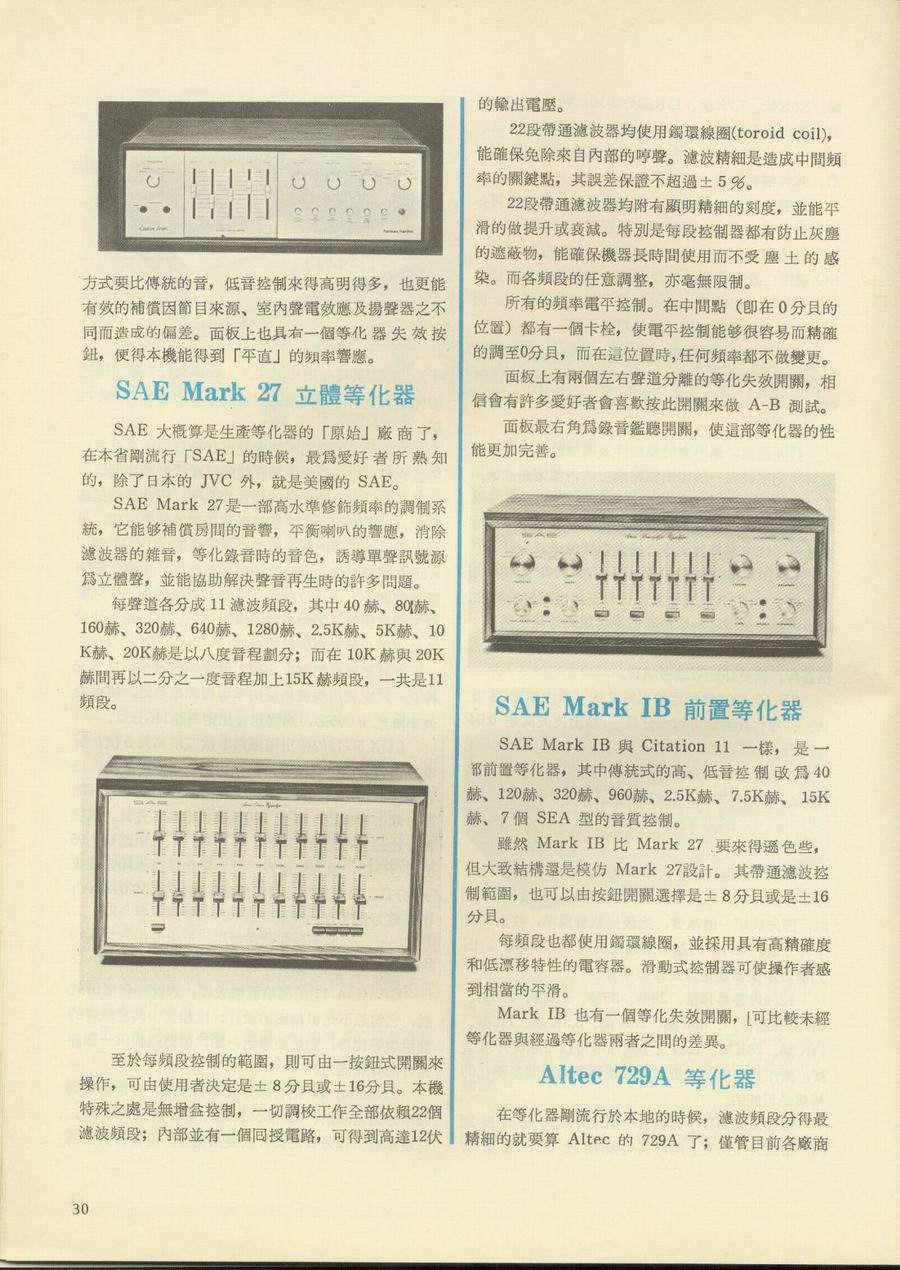 方式要比傳統的音，低音控制來得高明得多，也更能
有效的補償因節目來源、室內聲電效應及揚聲器之不
同而造成的偏差。面板上也具有一個等化器失效按
鈕，便得本機能得到「平直」的頻率響應。
SAE Mark 27 立體等化器
SAE 大概算是生產等化器的「原始」廠商了，
在本省剛流行「SAE」的時候，最爲愛好者所熟知
的，除了日本的 JVC 外，就是美國的 SAE。
SAE Mark 27是一部高水準修飾頻率的調制系
統，它能够補償房間的音響，平衡喇叭的響應，消除
濾波器的雜音，等化錄音時的音色，誘導單聲訊號源
爲立體聲，並能協助解決聲音再生時的許多問題。
每聲道各分成 11 濾波頻段，其中 40 赫、80赫、
160赫、320赫、640赫、1280赫、2.5K赫、5K赫、10
K赫、20K赫是以八度音程劃分；而在 10K 赫與 20K
赫間再以二分之一度音程加上15K 赫頻段，一共是11
頻段。
SAE
至於每頻段控制的範圍，則可由一按鈕式開關來
操作，可由使用者決定是± 8 分貝或±16分貝。本機
特殊之處是無增益控制，一切調校工作全部依賴22個
濾波頻段；內部並有一個囘授電路，可得到高達12伏
的輸出電壓。
22段帶通濾波器均使用鐲環線圈(toroid coil)，
能確保免除來自內部的哼聲。濾波精細是造成中間頻
率的關鍵點，其誤差保證不超過± 5 %。
22段帶通濾波器均附有顯明精細的刻度，並能平
滑的做提升或衰減。特別是每段控制器都有防止灰塵
的遮蔽物，能確保機器長時間使用而不受塵土的感
染。而各頻段的任意調整，亦毫無限制。
所有的頻率電平控制。在中間點（卽在 0 分貝的
位置）都有一個卡栓，使電平控制能够很容易而精確
的調至0分貝，而在這位置時，任何頻率都不做變更。
面板上有兩個左右聲道分離的等化失效開關，相
信會有許多愛好者會喜歡按此開關來做 A-B 測試。
面板最右角爲錄音鑑聽開關，使這部等化器的性
能更加完善。
SAE
SAE Mark IB 前置等化器
SAE Mark IB 與 Citation 11 一樣，是一
部前置等化器，其中傳統式的高、低音控制改爲 40
赫、120赫、320赫、960赫、2.5K赫、7.5K赫、 15K
赫、7 個 SEA 型的音質控制。
雖然 Mark IB 比 Mark 27 要來得遜色些，
但大致結構還是模仿 Mark 27設計。 其帶通濾波控
制範圍，也可以由按鈕開關選擇是± 8 分貝或是±16
分貝。
每頻段也都使用鐲環線圈，並採用具有高精確度
和低漂移特性的電容器。滑動式控制器可使操作者感
到相當的平滑。
Mark IB 也有一個等化失效開關，可比較未經
等化器與經過等化器兩者之間的差異。
Altec 729A 等化器
在等化器剛流行於本地的時候，濾波頻段分得最
精細的就要算 Altec 的 729A 了；僅管目前各廠商
30